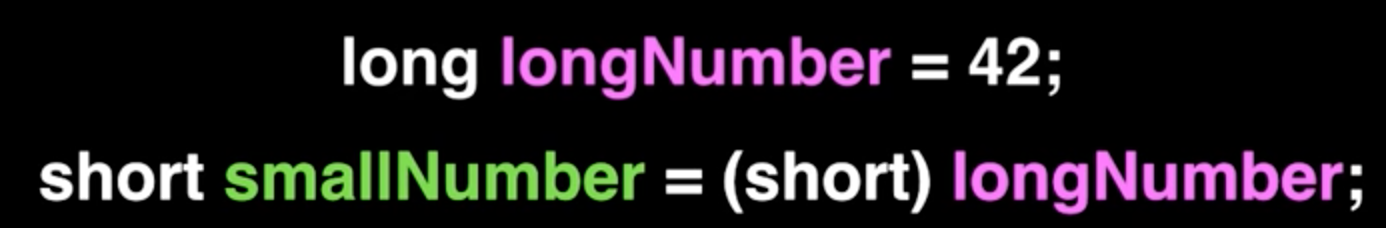 long longNumber = 42;
short smallNumber = (short) longNumber;